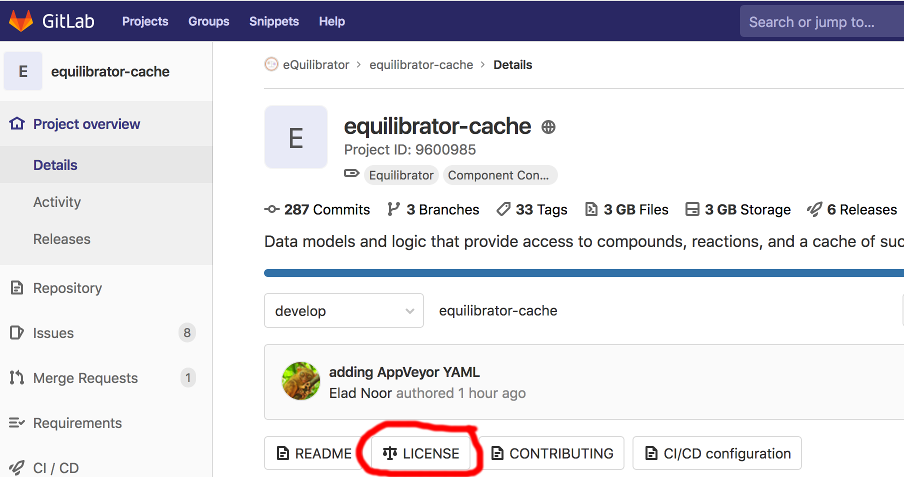 GitLab Projects Groups Snippets Help Search or jump to...
E equilibrator-cache
Project overview
Details
Activity
Releases
Repository
Issues 8
Merge Requests 1
Requirements
CI / CD
eQuilibrator > equilibrator-cache > Details
E
equilibrator-cache
Project ID: 9600985
Equilibrator Component Con...
287 Commits 3 Branches 33 Tags 3 GB Files 3 GB Storage 6 Releases
Data models and logic that provide access to compounds, reactions, and a cache of suc
develop equilibrator-cache
adding AppVeyor YAML
Elad Noor authored 1 hour ago
README LICENSE CONTRIBUTING CI/CD configuration